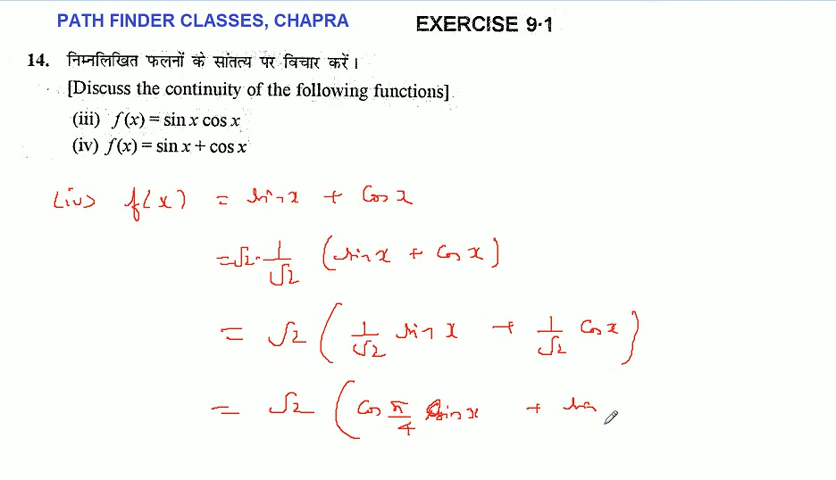 PATH FINDER CLASSES, CHAPRA EXERCISE 9·1
14. निम्नलिखित फलनों के सांतत्य पर विचार करें।
[Discuss the continuity of the following functions]
(iii) f(x) = sin x cos x
(iv) f(x) = sin x + cos x
(iv) f(x) = sin x + cos x
= √2 · 1/√2 (sin x + cos x)
= √2 (1/√2 sin x + 1/√2 cos x)
= √2 (cos π/4 sin x + sin